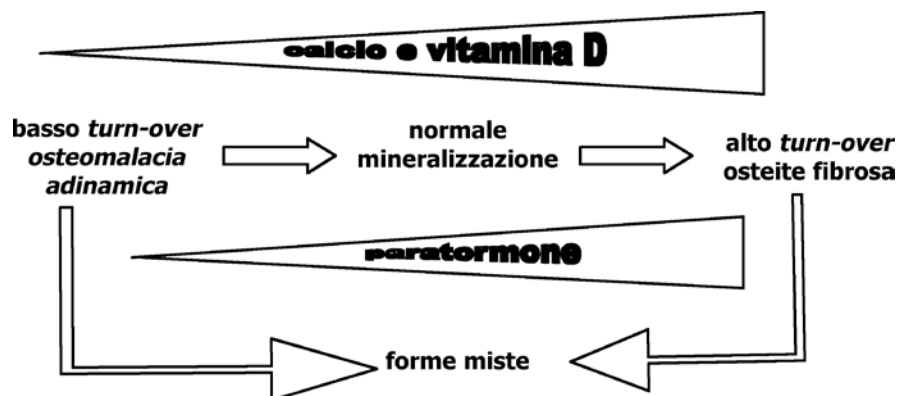 calcio e vitamina D
basso turn-over
osteomalacia
adinamica
normale
mineralizzazione
alto turn-over
osteite fibrosa
paratormone
forme miste